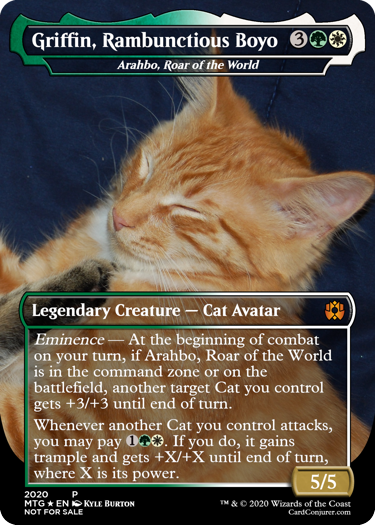 Griffin, Rambunctious Boyo 3
Arahbo, Roar of the World
Legendary Creature — Cat Avatar
Eminence — At the beginning of combat
on your turn, if Arahbo, Roar of the World
is in the command zone or on the
battlefield, another target Cat you control
gets +3/+3 until end of turn.
Whenever another Cat you control attacks,
you may pay 1. If you do, it gains
trample and gets +X/+X until end of turn,
where X is its power.
5/5
2020 P
MTG ★ EN Kyle Burton
NOT FOR SALE
™ & © 2020 Wizards of the Coast
CardConjurer.com